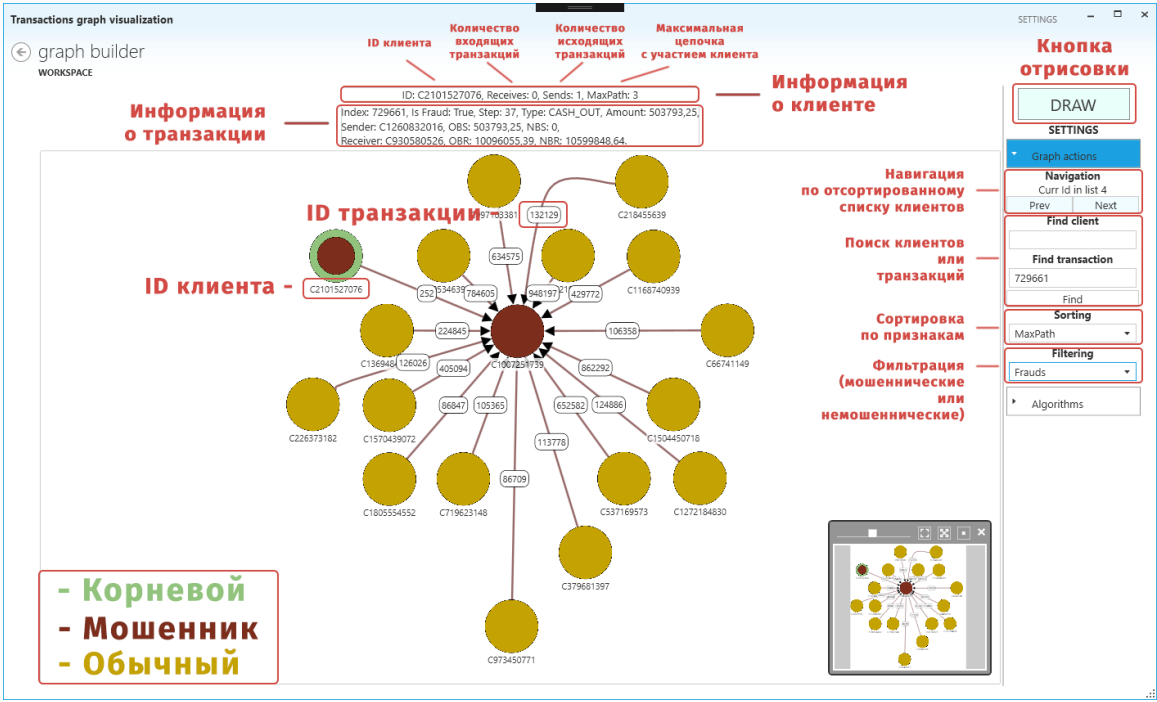 Transactions graph visualization
SETTINGS
graph builder
WORKSPACE
ID клиента
Количество
входящих
транзакций
Количество
исходящих
транзакций
Максимальная
цепочка
с участием клиента
Кнопка
отрисовки
Информация
о транзакции
ID: C2101527076, Receives: 0, Sends: 1, MaxPath: 3
Index: 729661, Is Fraud: True, Step: 37, Type: CASH_OUT, Amount: 503793,25,
Sender: C1260832016, OBS: 503793,25, NBS: 0,
Receiver: C930580526, OBR: 10096055,39, NBR: 10599848,64.
Информация
о клиенте
DRAW
SETTINGS
Graph actions
Navigation
Curr Id in list 4
Prev
Next
Find client
Find transaction
729661
Find
Sorting
MaxPath
Filtering
Frauds
Algorithms
Навигация
по отсортированному
списку клиентов
Поиск клиентов
или
транзакций
Сортировка
по признакам
Фильтрация
(мошеннические
или
немошеннические)
ID транзакции -
132129
C218455639
634575
ID клиента -
C2101527076
252
784605
948197
429772
C1168740939
224845
C1007251739
106358
C66741149
126026
405094
862292
C226373182
C1570439072
86847
105365
652582
124886
C1504450718
113778
86709
C1805554552
C719623148
C537169573
C1272184830
C379681397
C973450771
- Корневой
- Мошенник
- Обычный